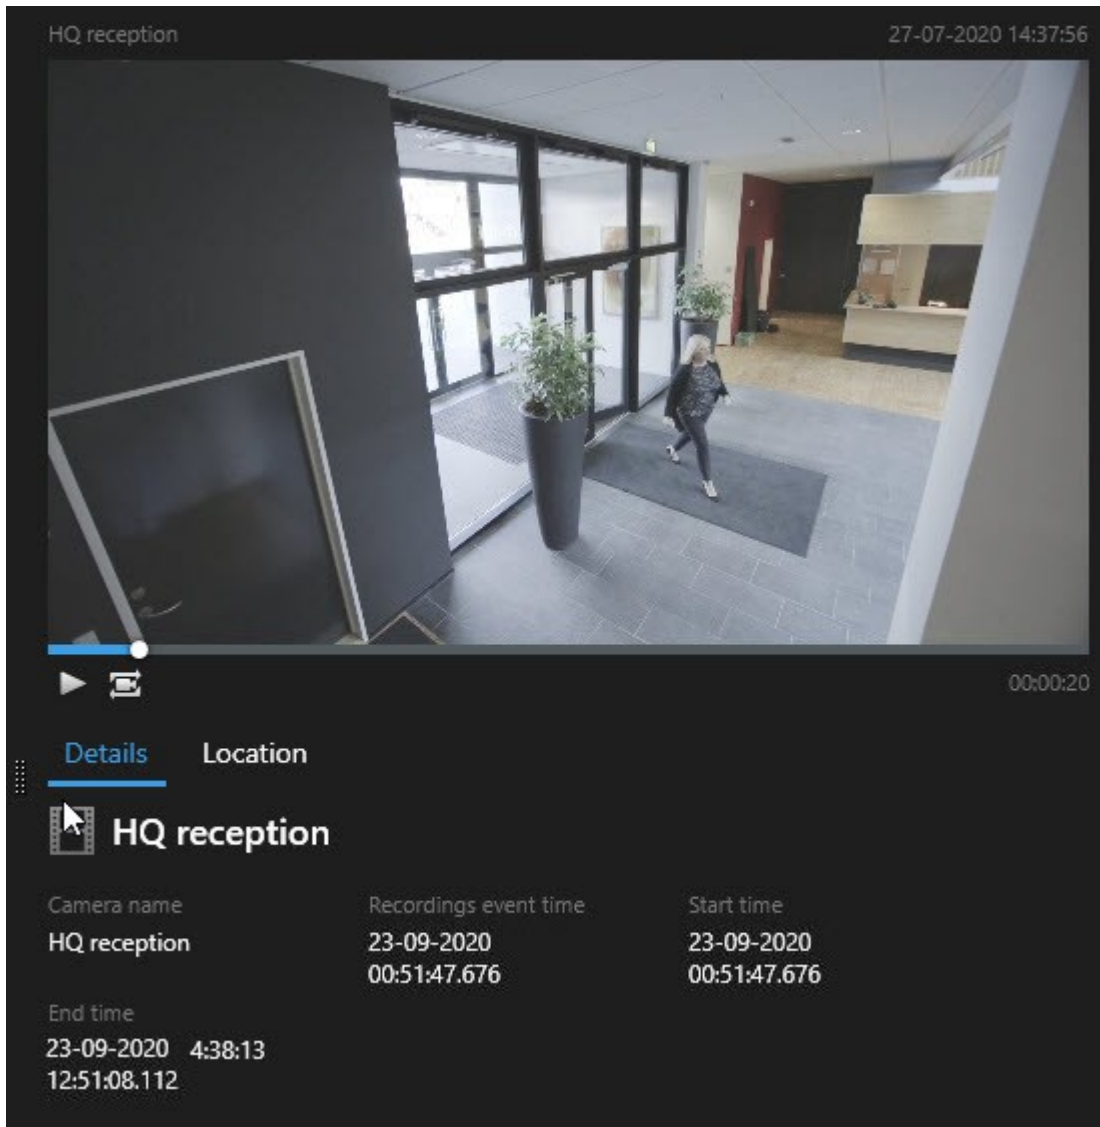 HQ reception 27-07-2020 14:37:56
00:00:20
Details Location
HQ reception
Camera name Recordings event time Start time
HQ reception 23-09-2020 23-09-2020
00:51:47.676 00:51:47.676
End time
23-09-2020 4:38:13
12:51:08.112